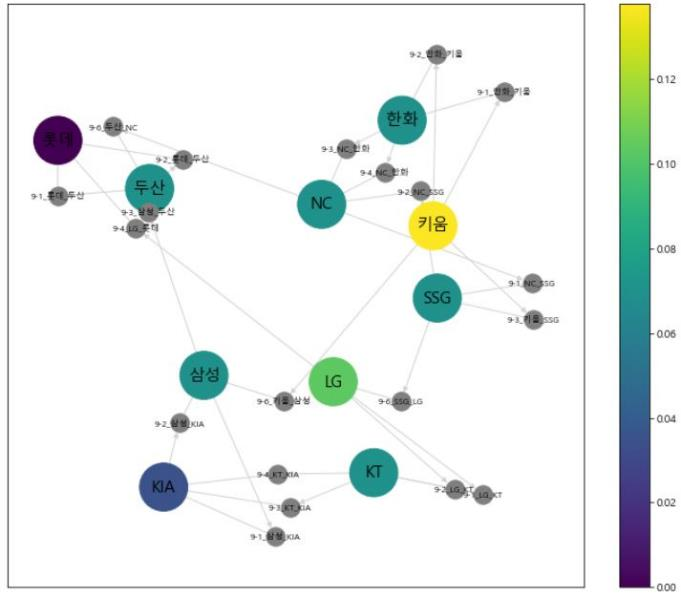 9-2_한화_키움
0.12
9-1_한화_키움
한화
9-6_두산_NC
롯데
9-3_NC_한화
9-2_롯데_두산
0.10
9-4_NC_한화
두산
9-2_NC_SSG
9-1_롯데_두산
NC
9-3_삼성_두산
키움
9-4_LG_롯데
0.08
9-1_NC_SSG
SSG
9-3_키움_SSG
0.06
삼성
LG
9-6_키움_삼성
9-6_SSG_LG
9-2_삼성_KIA
0.04
KT
9-4_KT_KIA
KIA
9-2_LG_KT
9-1_LG_KT
9-3_KT_KIA
0.02
9-1_삼성_KIA
0.00